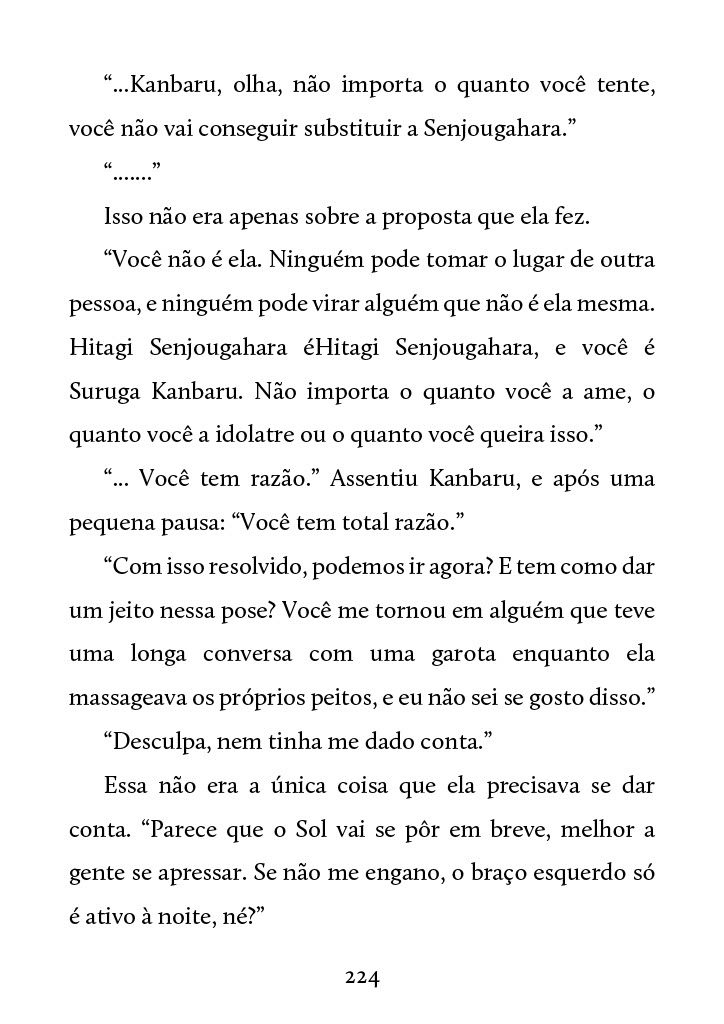 “...Kanbaru, olha, não importa o quanto você tente,
você não vai conseguir substituir a Senjougahara.”
“.......”
Isso não era apenas sobre a proposta que ela fez.
“Você não é ela. Ninguém pode tomar o lugar de outra
pessoa, e ninguém pode virar alguém que não é ela mesma.
Hitagi Senjougahara éHitagi Senjougahara, e você é
Suruga Kanbaru. Não importa o quanto você a ame, o
quanto você a idolatre ou o quanto você queira isso.”
“... Você tem razão.” Assentiu Kanbaru, e após uma
pequena pausa: “Você tem total razão.”
“Com isso resolvido, podemos ir agora? E tem como dar
um jeito nessa pose? Você me tornou em alguém que teve
uma longa conversa com uma garota enquanto ela
massageava os próprios peitos, e eu não sei se gosto disso.”
“Desculpa, nem tinha me dado conta.”
Essa não era a única coisa que ela precisava se dar
conta. “Parece que o Sol vai se pôr em breve, melhor a
gente se apressar. Se não me engano, o braço esquerdo só
é ativo à noite, né?”
224